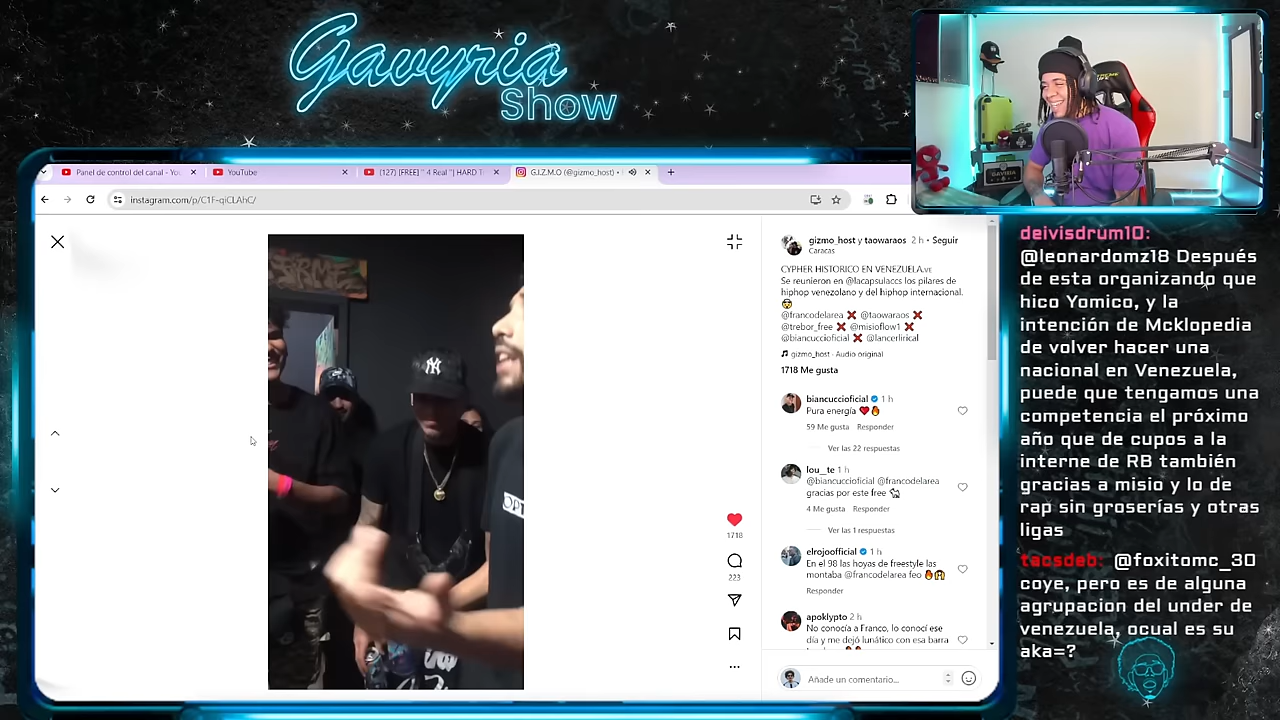 Gavyria
Show
Panel de control del canal - You
YouTube
(127) [FREE] " 4 Real " | HARD T
G.I.Z.M.O (@gizmo_host) •
instagram.com/p/C1F-qiCLAhC/
gizmo_host y taowaraos 2 h • Seguir
Caracas
CYPHER HISTORICO EN VENEZUELA.VE
Se reunieron en @lacapsulaccs los pilares de
hiphop venezolano y del hiphop internacional.
@francodelarea ❌ @taowaraos ❌
@trebor_free ❌ @misioflow1 ❌
@biancuccioficial ❌ @lancerlirical
gizmo_host · Audio original
1718 Me gusta
biancuccioficial 1 h
Pura energía ❤️🔥
59 Me gusta Responder
Ver las 22 respuestas
lou__te 1 h
@biancuccioficial @francodelarea
gracias por este free
4 Me gusta Responder
Ver las 1 respuestas
elrojoofficial 1 h
En el 98 las hoyas de freestyle las
montaba @francodelarea feo 🔥
Responder
apoklypto 2 h
No conocía a Franco, lo conocí ese
día y me dejó lunático con esa barra
Añade un comentario...
1718
223
deivisdrum10:
@leonardomz18 Después
de esta organizando que
hico Yomico, y la
intención de Mcklopedia
de volver hacer una
nacional en Venezuela,
puede que tengamos una
competencia el próximo
año que de cupos a la
interne de RB también
gracias a misio y lo de
rap sin groserías y otras
ligas
tacsdeb: @foxitomc_30
coye, pero es de alguna
agrupacion del under de
venezuela, ocual es su
aka=?